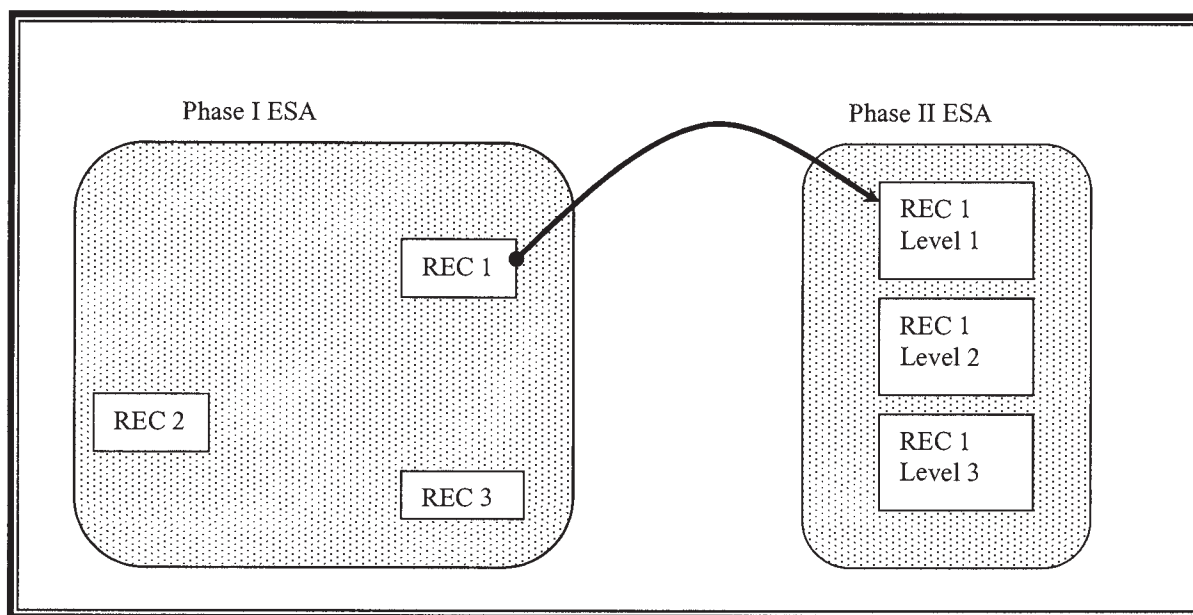 Phase I ESA
REC 1
REC 2
REC 3
Phase II ESA
REC 1
Level 1
REC 1
Level 2
REC 1
Level 3